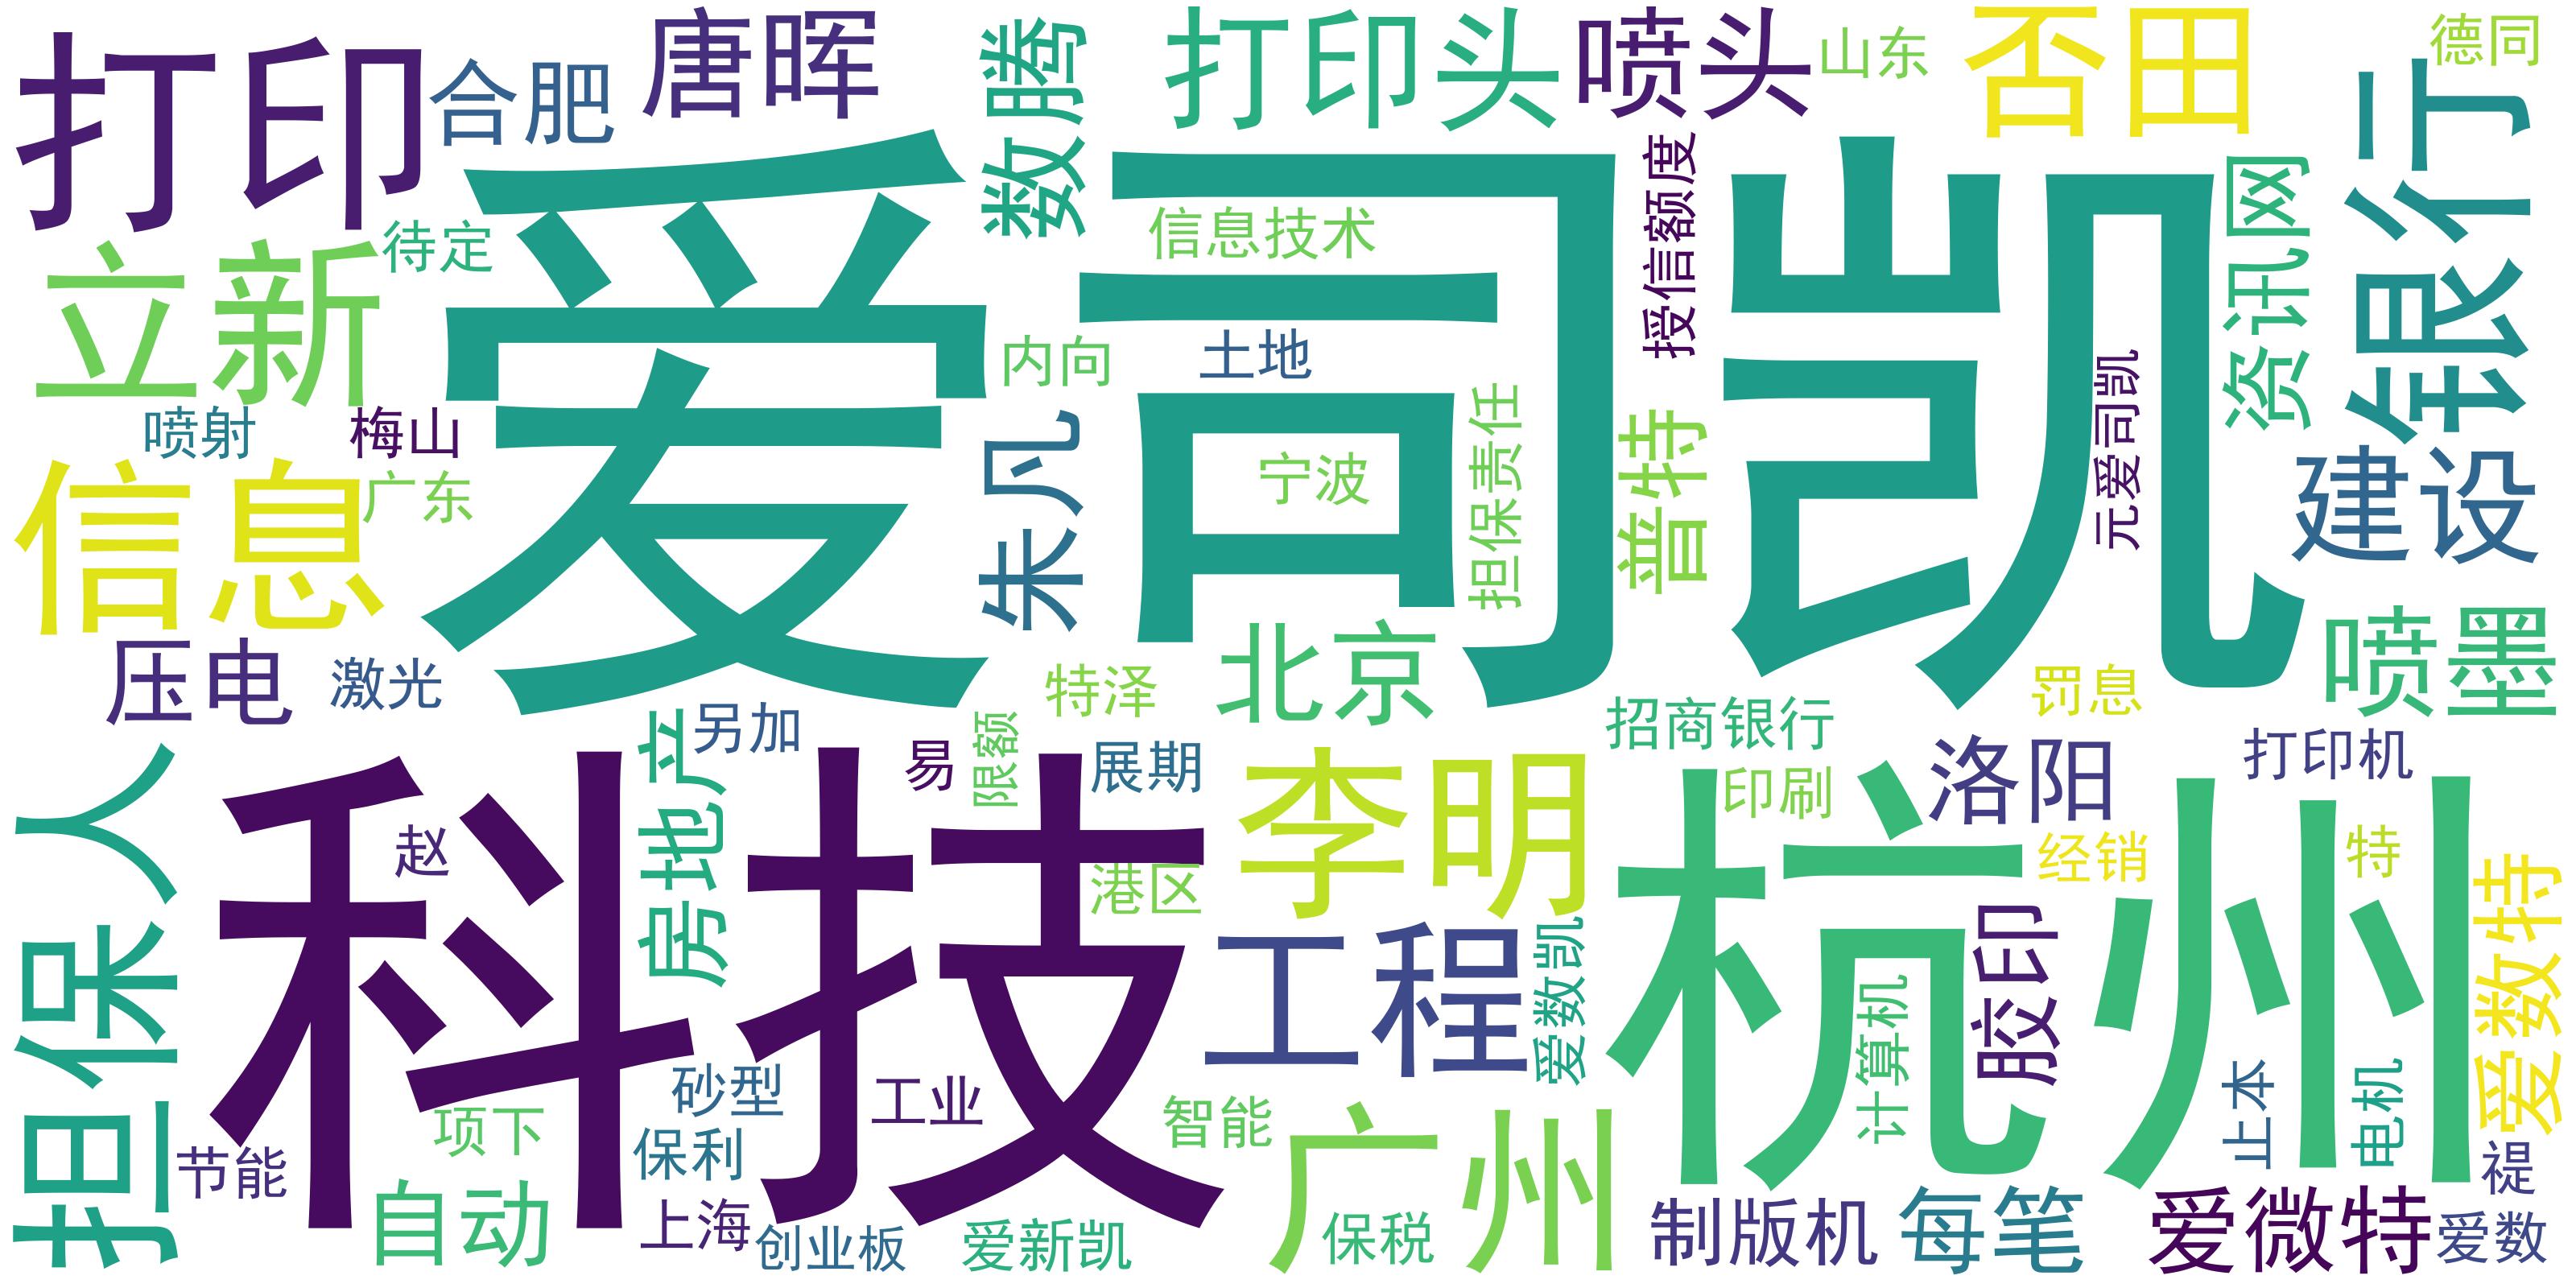 打印
合肥
唐晖
数腾
打印头
喷头
山东
否田
德同
银行
立新
待定
爱司凯
信息技术
授信额度
资讯网
内向
土地
元爱司凯
喷射
梅山
朱凡
宁波
担保责任
普特
建设
信息
广东
压电
激光
北京
特泽
喷墨
罚息
房地产
另加
招商银行
易
限额
展期
李明
印刷
洛阳
打印机
担保人
科技
赵
港区
杭州
经销
特
爱数特
工程
爱数凯
胶印
计算机
砂型
工业
智能
广州
止本
电机
项下
节能
保利
禔
自动
上海
创业板
爱新凯
保税
制版机
每笔
爱微特
爱数